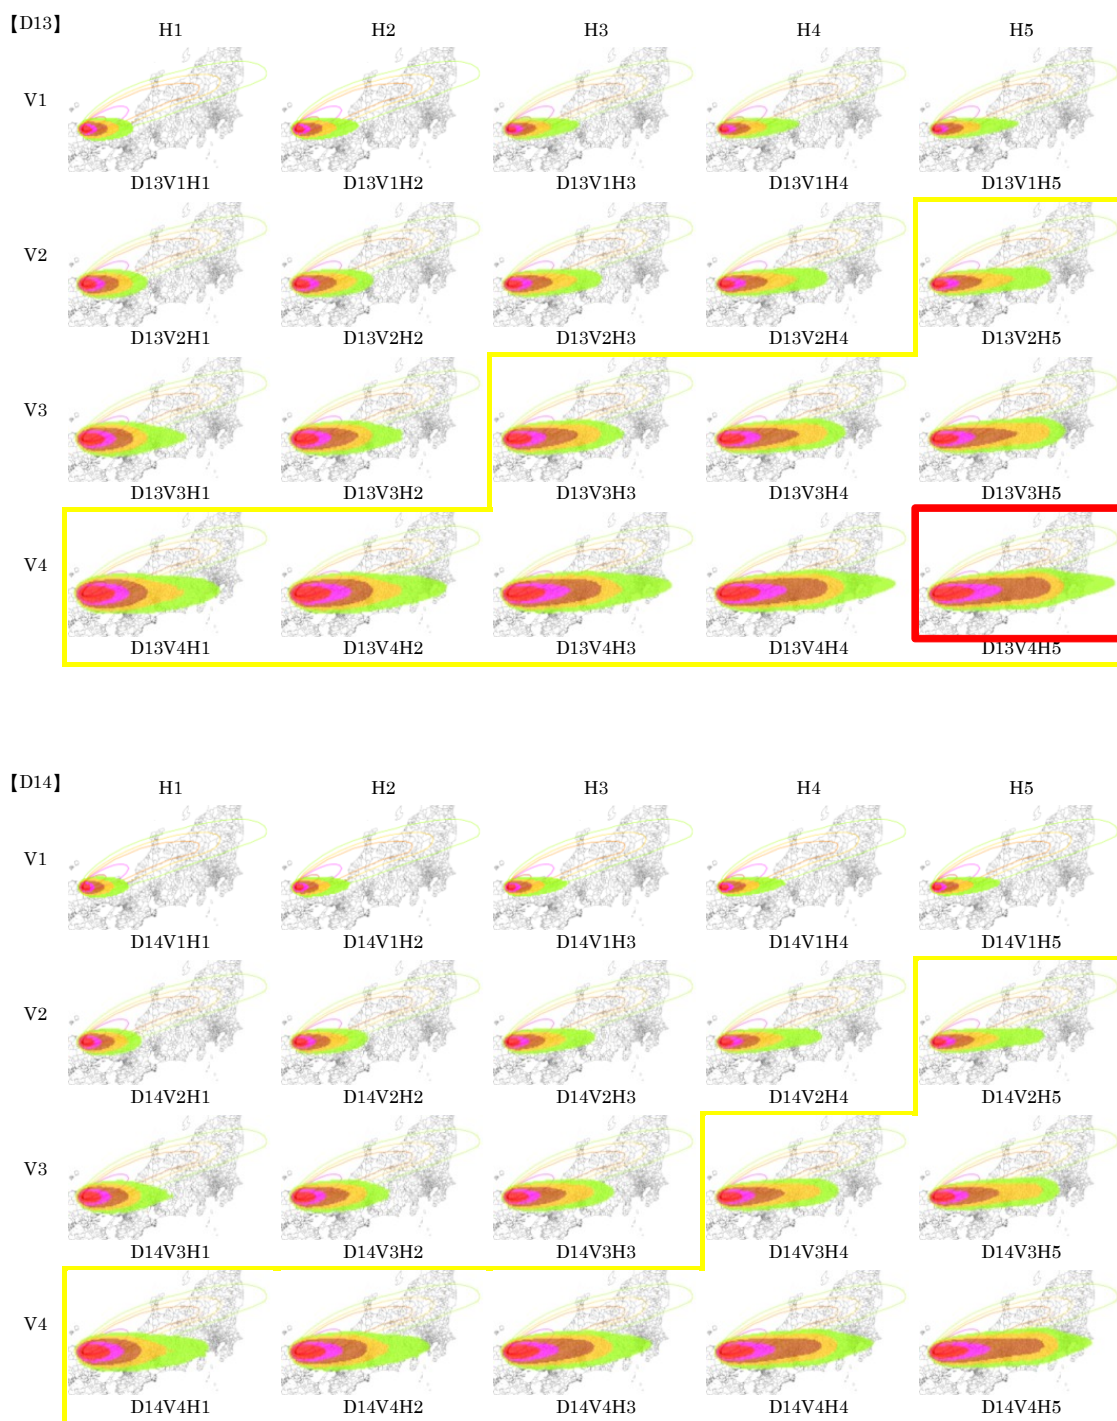 【D13】
H1 H2 H3 H4 H5
V1
D13V1H1 D13V1H2 D13V1H3 D13V1H4 D13V1H5
V2
D13V2H1 D13V2H2 D13V2H3 D13V2H4 D13V2H5
V3
D13V3H1 D13V3H2 D13V3H3 D13V3H4 D13V3H5
V4
D13V4H1 D13V4H2 D13V4H3 D13V4H4 D13V4H5
【D14】
H1 H2 H3 H4 H5
V1
D14V1H1 D14V1H2 D14V1H3 D14V1H4 D14V1H5
V2
D14V2H1 D14V2H2 D14V2H3 D14V2H4 D14V2H5
V3
D14V3H1 D14V3H2 D14V3H3 D14V3H4 D14V3H5
V4
D14V4H1 D14V4H2 D14V4H3 D14V4H4 D14V4H5